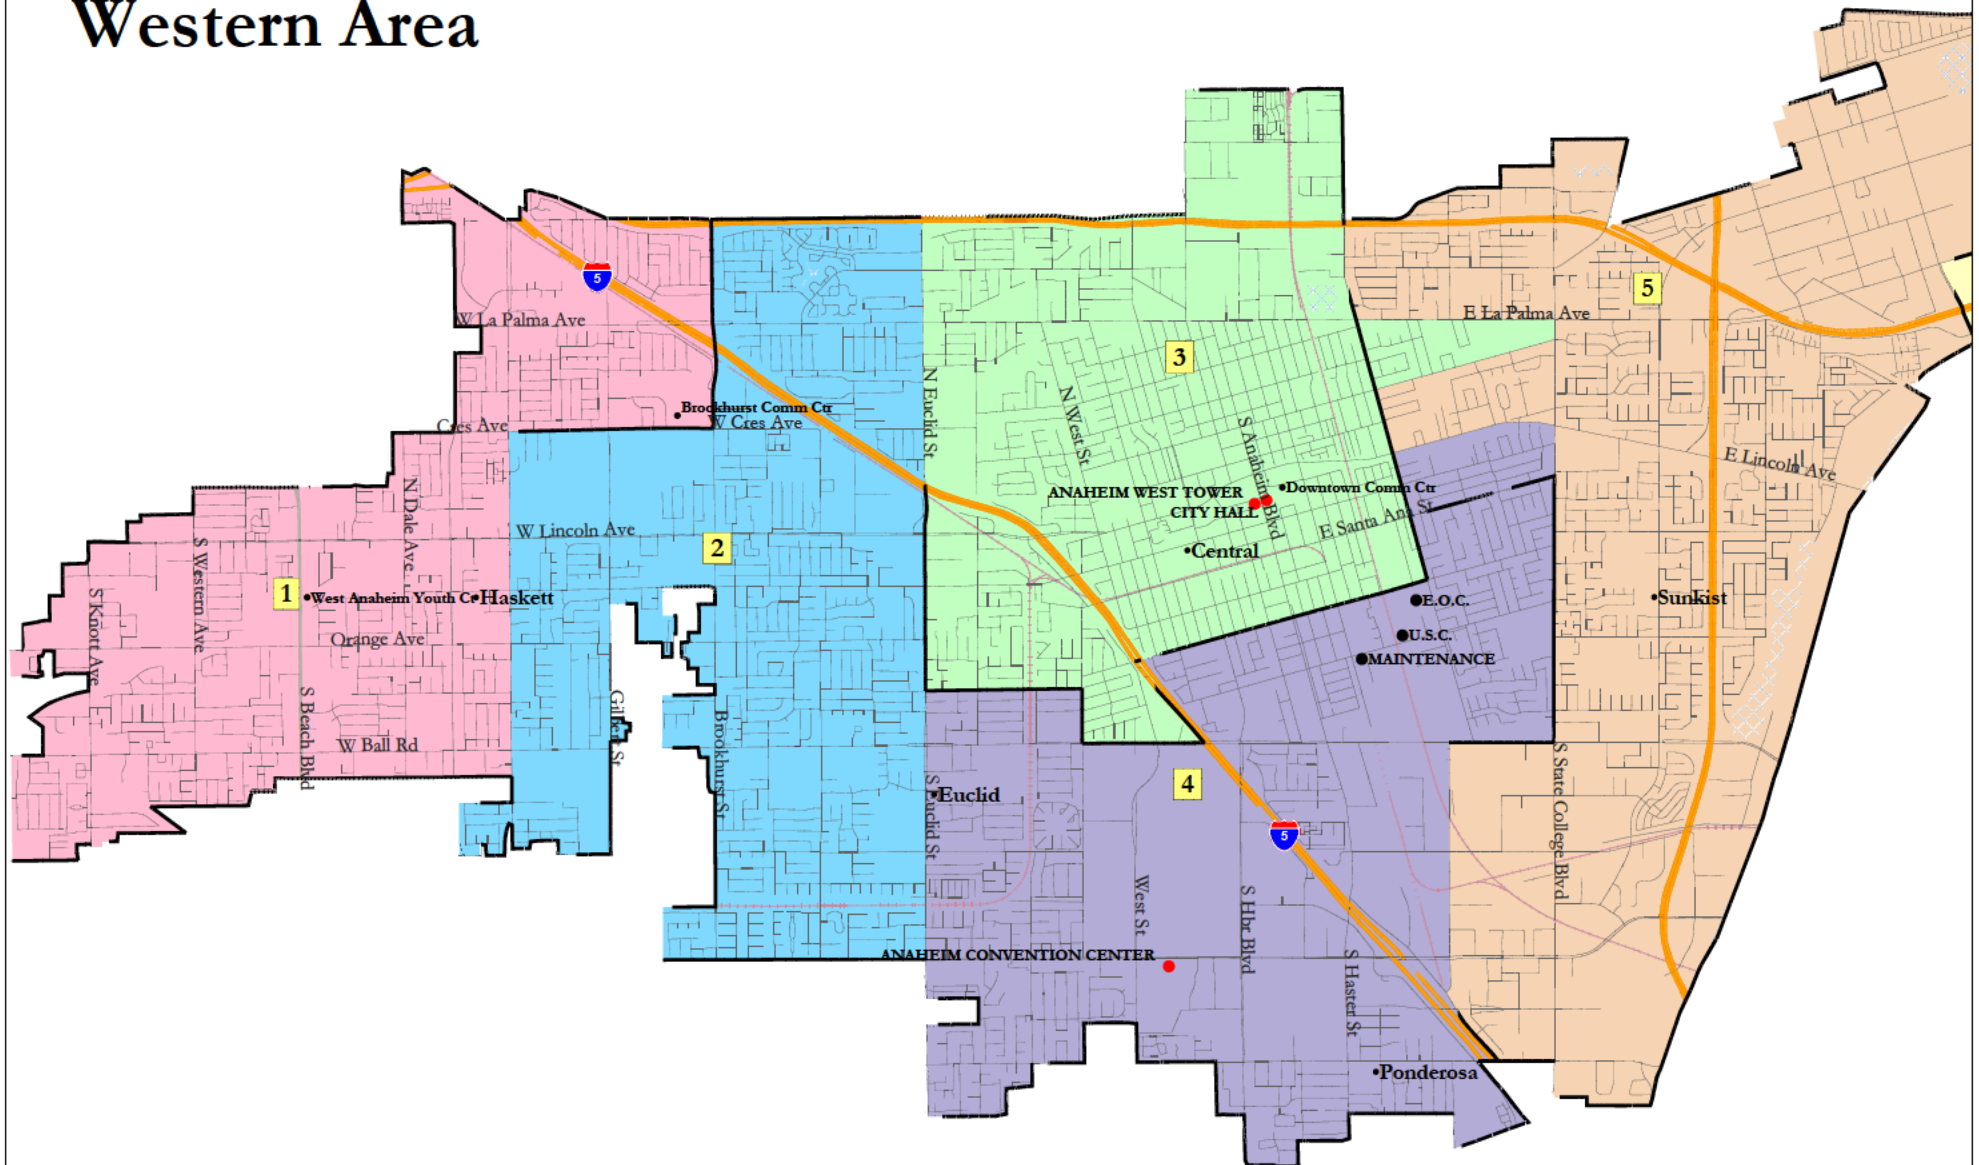 Western Area
5
5
W La Palma Ave
E La Palma Ave
3
N Euclid St
N West St
Brookhurst Comm Ctr
W Cres Ave
Cres Ave
S Anaheim Blvd
E Lincoln Ave
N Dale Ave
ANAHEIM WEST TOWER
Downtown Comm Ctr
CITY HALL
E Santa Ana St
W Lincoln Ave
2
Central
S Western Ave
S Knott Ave
1
West Anaheim Youth Ctr
Haskett
E.O.C.
Sunkist
Orange Ave
U.S.C.
MAINTENANCE
S Beach Blvd
Gilbert St
W Ball Rd
Brookhurst St
S Euclid St
Euclid
4
5
S State College Blvd
West St
S Hbr Blvd
ANAHEIM CONVENTION CENTER
S Haster St
Ponderosa